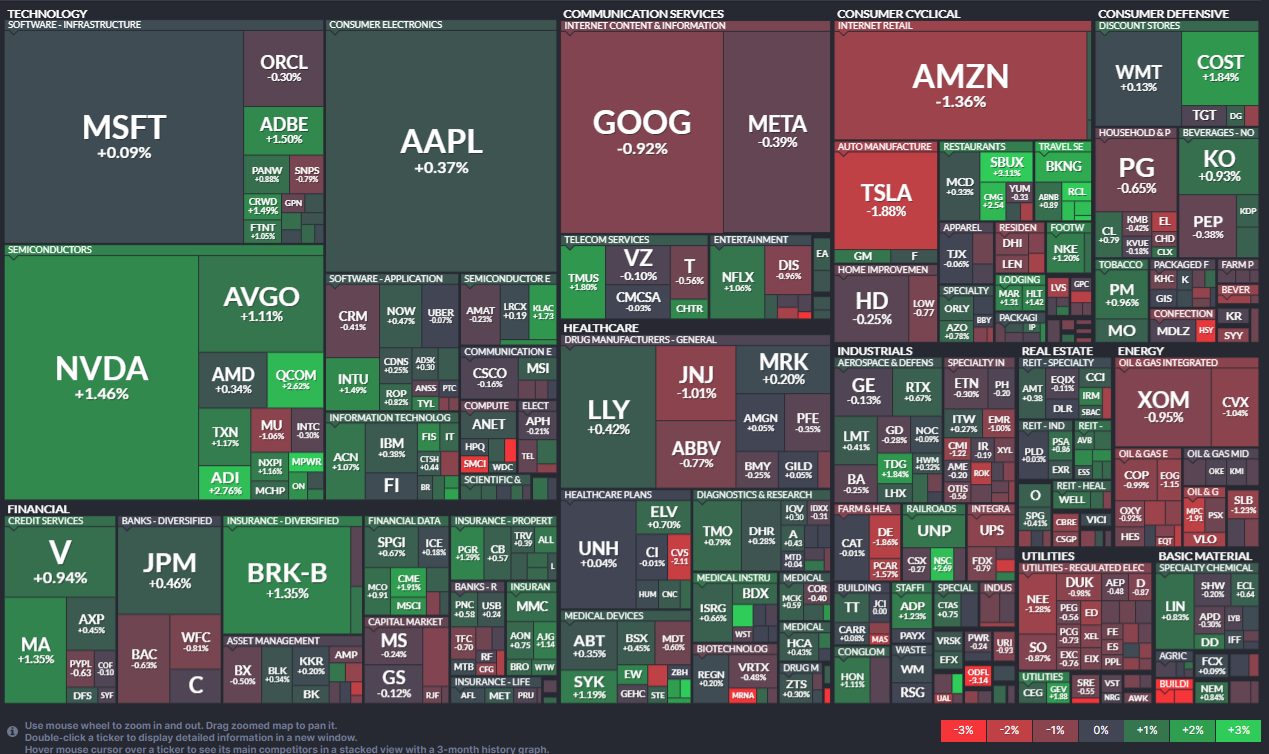 TECHNOLOGY
SOFTWARE - INFRASTRUCTURE
MSFT
+0.09%
ORCL
-0.30%
ADBE
+1.50%
PANW
+0.88%
SNPS
-0.79%
CRWD
+1.49%
GPN
FTNT
+1.05%
CONSUMER ELECTRONICS
AAPL
+0.37%
SEMICONDUCTORS
NVDA
+1.46%
AVGO
+1.11%
AMD
+0.34%
QCOM
+2.62%
TXN
+1.17%
MU
-1.06%
INTC
-0.30%
ADI
+2.76%
NXPI
+1.16%
MPWR
MCHP
ON
SOFTWARE - APPLICATION
CRM
-0.41%
NOW
+0.47%
UBER
-0.07%
INTU
+1.49%
CDNS
+0.25%
ADSK
+0.30
ROP
+0.82%
ANSS
PTC
TYL
SEMICONDUCTOR E
AMAT
-0.23%
LRCX
+0.19
KLAC
+1.73
COMMUNICATION E
CSCO
-0.16%
MSI
INFORMATION TECHNOLOG
ACN
+1.07%
IBM
+0.38%
FIS
IT
CTSH
+0.44
FI
BR
COMPUTE
ANET
HPQ
SMCI
WDC
ELECT
APH
-0.21%
TEL
SCIENTIFIC &
COMMUNICATION SERVICES
INTERNET CONTENT & INFORMATION
GOOG
-0.92%
META
-0.39%
TELECOM SERVICES
TMUS
+1.80%
VZ
-0.10%
T
-0.56%
CMCSA
-0.03%
CHTR
ENTERTAINMENT
NFLX
+1.06%
DIS
-0.96%
EA
CONSUMER CYCLICAL
INTERNET RETAIL
AMZN
-1.36%
AUTO MANUFACTURE
TSLA
-1.88%
GM
F
RESTAURANTS
MCD
+0.33%
SBUX
+3.11%
CMG
+2.54
YUM
-0.33
TRAVEL SE
BKNG
ABNB
+0.89
RCL
HOME IMPROVEMEN
HD
-0.25%
LOW
-0.77
APPAREL
TJX
-0.06%
RESIDEN
DHI
LEN
FOOTW
NKE
+1.20%
SPECIALTY
ORLY
AZO
+0.78%
BBY
LODGING
MAR
+1.31
HLT
+1.42
LVS
GPC
PACKAGI
IP
CONSUMER DEFENSIVE
DISCOUNT STORES
WMT
+0.13%
COST
+1.84%
TGT
DG
HOUSEHOLD & P
PG
-0.65%
CL
+0.79
KMB
-0.42%
EL
KVUE
-0.18%
CHD
CLX
BEVERAGES - NO
KO
+0.93%
PEP
-0.38%
KDP
TOBACCO
PM
+0.96%
MO
PACKAGED F
KHC
K
GIS
FARM P
BEVER
CONFECTION
MDLZ
HSY
KR
SYY
HEALTHCARE
DRUG MANUFACTURERS - GENERAL
LLY
+0.42%
JNJ
-1.01%
ABBV
-0.77%
MRK
+0.20%
AMGN
+0.05%
PFE
-0.35%
BMY
-0.25%
GILD
+0.05%
HEALTHCARE PLANS
UNH
+0.04%
ELV
+0.70%
CI
-0.01%
CVS
-2.11
HUM
CNC
DIAGNOSTICS & RESEARCH
TMO
+0.79%
DHR
+0.28%
IQV
+0.30
IDXX
-0.31
A
+0.43
MTD
+0.04
MEDICAL DEVICES
ABT
+0.35%
BSX
+0.45%
MDT
-0.60%
SYK
+1.19%
EW
ZBH
GEHC
STE
MEDICAL INSTRU
ISRG
+0.66%
BDX
WST
MEDICAL
MCK
+0.59
COR
-0.40
MEDICAL
HCA
+0.43%
BIOTECHNOLOG
REGN
+0.20%
VRTX
-0.48%
MRNA
DRUG M
ZTS
+0.30%
INDUSTRIALS
AEROSPACE & DEFENS
GE
-0.13%
RTX
+0.67%
LMT
+0.41%
GD
-0.28%
NOC
+0.09%
BA
-0.25%
TDG
+1.84%
HWM
+0.32%
LHX
SPECIALTY IN
ETN
-0.30%
PH
-0.20
ITW
+0.27%
EMR
-1.00%
CMI
-1.22
IR
-0.19
XYL
AME
-0.20
ROK
OTIS
-0.56
FARM & HEA
CAT
-0.01%
DE
-1.86%
PCAR
-1.57%
RAILROADS
UNP
CSX
-0.27
NSC
+2.69
INTEGRA
UPS
FDX
-0.79
BUILDING
TT
JCI
0.00
CARR
+0.08%
MAS
STAFFI
ADP
+1.23%
PAYX
SPECIAL
CTAS
+0.75
INDUS
CONGLOM
HON
+1.11%
WASTE
WM
RSG
VRSK
EFX
PWR
-0.24
URI
-0.93
ODFL
-3.14
UAL
REAL ESTATE
REIT - SPECIALTY
AMT
+0.38
EQIX
-0.11%
CCI
IRM
DLR
SBAC
REIT - IND
PLD
+0.03%
PSA
+0.86
EXR
REIT -
AVB
ESS
O
SPG
+0.41%
REIT - HEAL
WELL
CBRE
VICI
CSGP
ENERGY
OIL & GAS INTEGRATED
XOM
-0.95%
CVX
-1.04%
OIL & GAS E
COP
-0.99%
EOG
-1.15
OXY
-0.92%
HES
EQT
OIL & GAS MID
OKE
KMI
OIL & G
MPC
-1.91
PSX
VLO
SLB
-1.23%
UTILITIES
UTILITIES - REGULATED ELEC
NEE
-1.28%
DUK
-0.98%
AEP
-0.48
D
-0.87
SO
-0.87%
PEG
-0.56
ED
PCG
-0.73
XEL
FE
ES
EXC
-0.76
EIX
PPL
UTILITIES
CEG
GEV
+1.88
SRE
-0.55
VST
NRG
AWK
BASIC MATERIAL
SPECIALTY CHEMICAL
LIN
+0.83%
SHW
-0.20%
ECL
+0.64
APD
-0.30%
LYB
DD
IFF
AGRIC
FCX
+0.09%
BUILDI
NEM
+0.84%
FINANCIAL
CREDIT SERVICES
V
+0.94%
MA
+1.35%
AXP
+0.45%
PYPL
-0.63
COF
-0.10
DFS
SYF
BANKS - DIVERSIFIED
JPM
+0.46%
BAC
-0.63%
WFC
-0.81%
C
INSURANCE - DIVERSIFIED
BRK-B
+1.35%
ASSET MANAGEMENT
BX
-0.50%
BLK
+0.34%
KKR
+0.20%
AMP
BK
FINANCIAL DATA
SPGI
+0.67%
ICE
+0.18%
MCO
+0.91
CME
+1.91%
MSCI
CAPITAL MARKET
MS
-0.24%
GS
-0.12%
RJF
INSURANCE - PROPERT
PGR
+1.29%
CB
+0.57
TRV
+0.39
ALL
L
BANKS - R
PNC
+0.58
USB
+0.24
TFC
-0.70
RF
MTB
CFG
INSURAN
MMC
AON
+0.75
AJG
+1.14
BRO
WTW
INSURANCE - LIFE
AFL
MET
PRU
Use mouse wheel to zoom in and out. Drag zoomed map to pan it.
Double-click a ticker to display detailed information in a new window.
Hover mouse cursor over a ticker to see its main competitors in a stacked view with a 3-month history graph.
-3%
-2%
-1%
0%
+1%
+2%
+3%